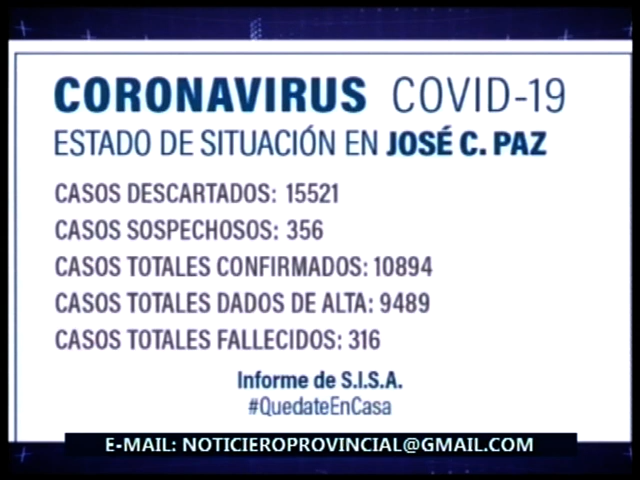 CORONAVIRUS COVID-19
ESTADO DE SITUACIÓN EN JOSÉ C. PAZ
CASOS DESCARTADOS: 15521
CASOS SOSPECHOSOS: 356
CASOS TOTALES CONFIRMADOS: 10894
CASOS TOTALES DADOS DE ALTA: 9489
CASOS TOTALES FALLECIDOS: 316
Informe de S.I.S.A.
#QuedateEnCasa
E-MAIL: NOTICIEROPROVINCIAL@GMAIL.COM